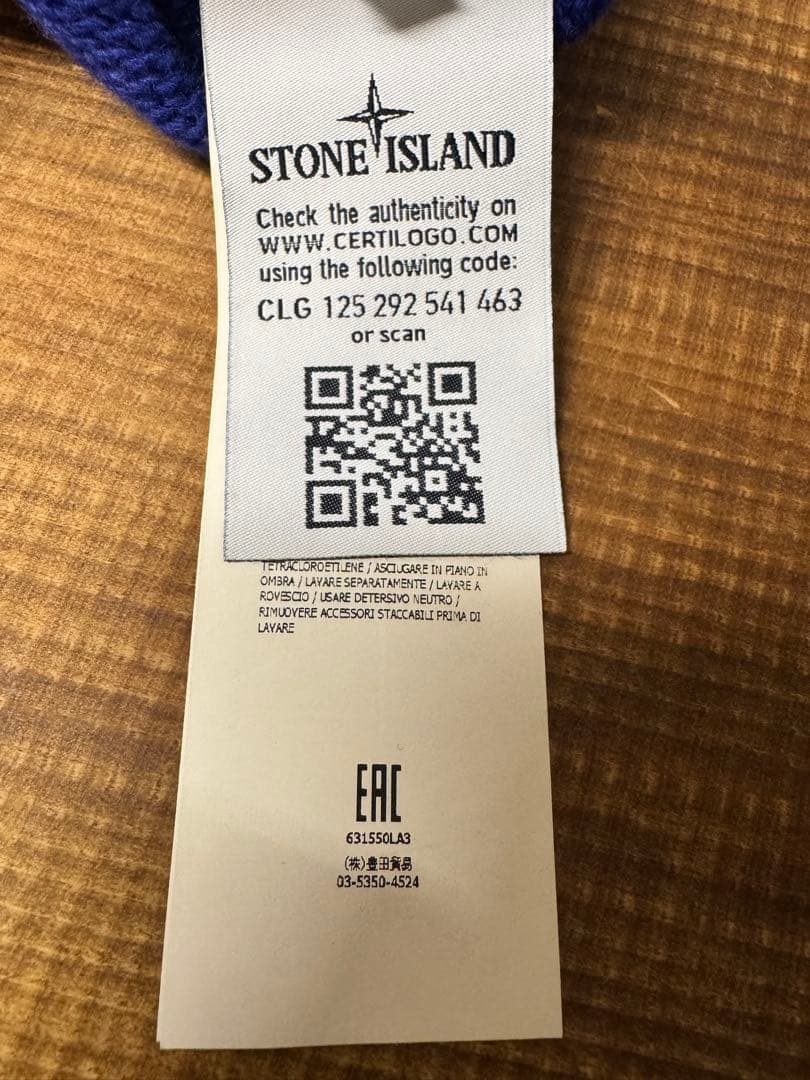 STONE ISLAND
Check the authenticity on
WWW.CERTILOGO.COM
using the following code:
CLG 125 292 541 463
or scan
TETRACLOROETILENE / ASCIUGARE IN PIANO IN
OMBRA / LAVARE SEPARATAMENTE / LAVARE A
ROVESCIO / USARE DETERSIVO NEUTRO /
RIMUOVERE ACCESSORI STACCABILI PRIMA DI
LAVARE
EAC
631550LA3
(株)豊田貿易
03-5350-4524